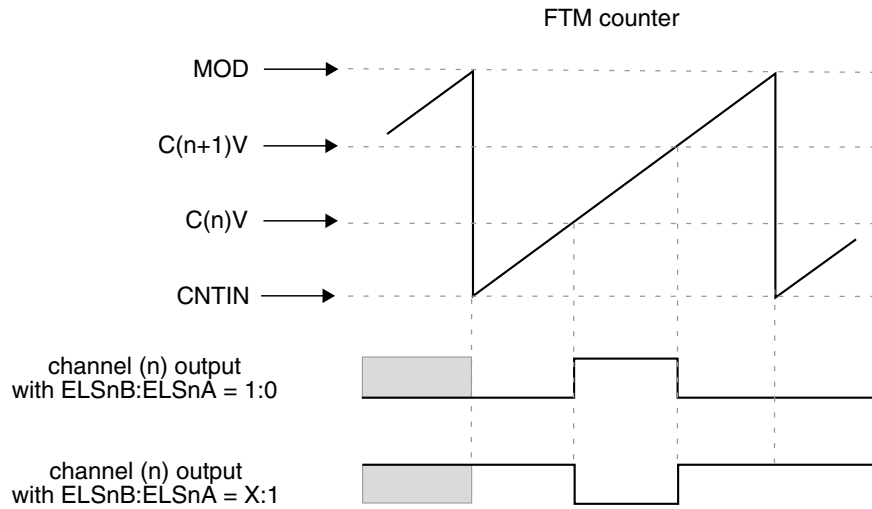 FTM counter
MOD
C(n+1)V
C(n)V
CNTIN
channel (n) output
with ELSnB:ELSnA = 1:0
channel (n) output
with ELSnB:ELSnA = X:1